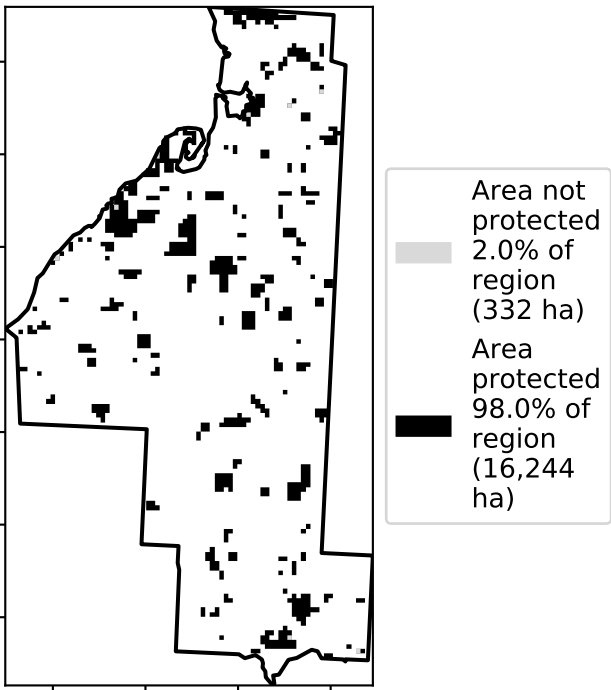 Area not
protected
2.0% of
region
(332 ha)
Area
protected
98.0% of
region
(16,244
ha)